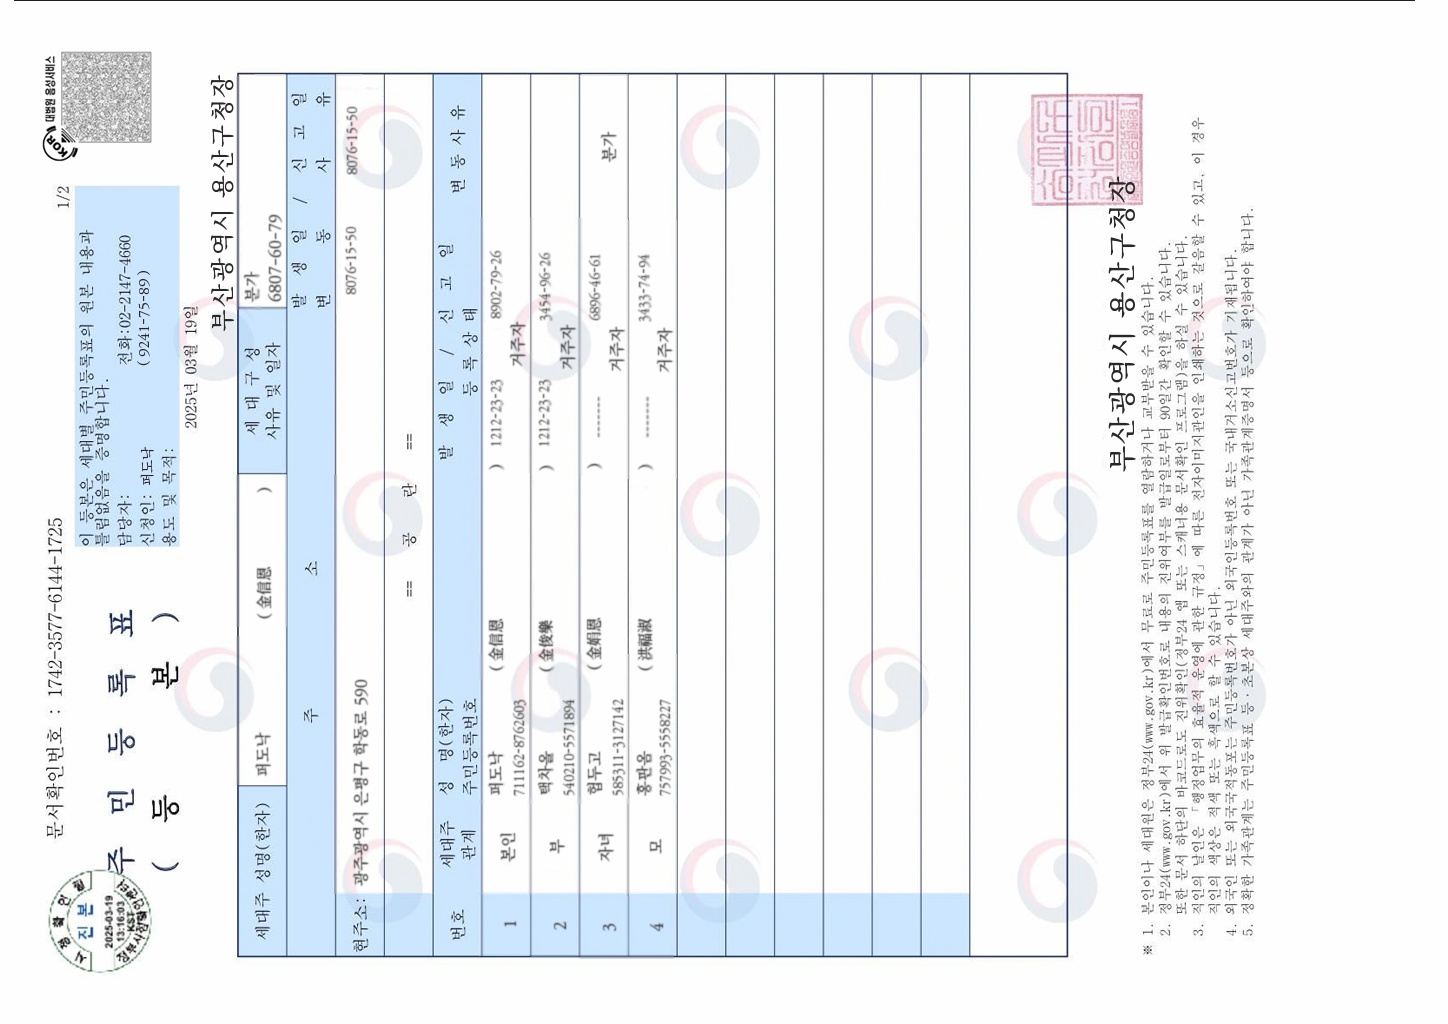 문서확인번호 : 1742-3577-6144-1725
1/2
대법원 음성서비스
KOR
주 민 등 록 표
( 등 본 )
이 등본은 세대별 주민등록표의 원본 내용과
틀림없음을 증명합니다.
담당자: 전화:02-2147-4660
신청인: 퍼도낙 (9241-75-89)
용도 및 목적:
2025년 03월 19일
부산광역시 용산구청장
세대주 성명(한자) 퍼도낙 (金信恩 ) 세 대 구 성 분가
사유 및 일자 6807-60-79
주 소 발 생 일 / 신 고 일
변 동 사 유
현주소: 광주광역시 은평구 학동로 590 8076-15-50 8076-15-50
== 공 란 ==
번호 세대주 성 명(한자) 발 생 일 / 신 고 일 변 동 사 유
관계 주민등록번호 등 록 상 태
1 본인 퍼도낙 (金信恩 ) 1212-23-23 8902-79-26
711162-8762603 거주자
2 부 택차율 (金俊樂 ) 1212-23-23 3454-96-26
540210-5571894 거주자
3 자녀 험두고 (金娟恩 ) ------- 6896-46-61 분가
585311-3127142 거주자
4 모 홍판옴 (洪福淑 ) ------- 3433-74-94
757993-5558227 거주자
부산광역시 용산구청장
※ 1. 본인이나 세대원은 정부24(www.gov.kr)에서 무료로 주민등록표를 열람하거나 교부받을 수 있습니다.
2. 정부24(www.gov.kr)에서 위 발급확인번호로 내용의 진위여부를 발급일로부터 90일간 확인할 수 있습니다.
또한 문서 하단의 바코드로도 진위확인(정부24 앱 또는 스캐너용 문서확인 프로그램)을 하실 수 있습니다.
3. 직인의 날인은 「행정업무의 효율적 운영에 관한 규정」에 따른 전자이미지관인을 인쇄하는 것으로 갈음할 수 있고, 이 경우
직인의 색상은 적색 또는 흑색으로 할 수 있습니다.
4. 외국인 또는 외국국적동포는 주민등록번호가 아닌 외국인등록번호 또는 국내거소신고번호가 기재됩니다.
5. 정확한 가족관계는 주민등록표 등·초본상 세대주와의 관계가 아닌 가족관계증명서 등으로 확인하여야 합니다.
시 점 확 인 필
진 본
2025-03-19
13:16:03
KST